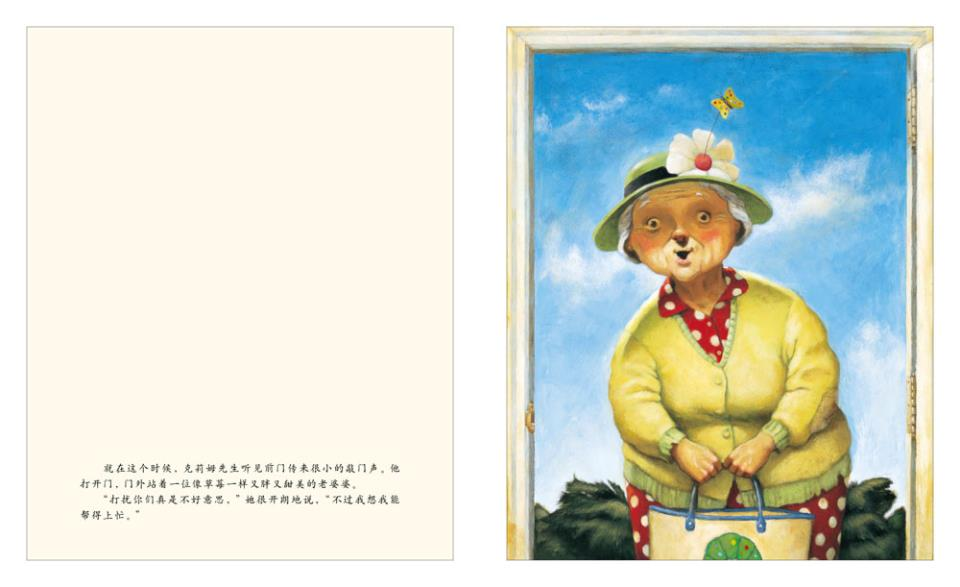 就在这个时候，克莉姆先生听见前门传来很小的敲门声。他
打开门，门外站着一位像草莓一样又胖又甜美的老婆婆。
“打扰你们真是不好意思，”她很开朗地说，“不过我想我能
帮得上忙。”